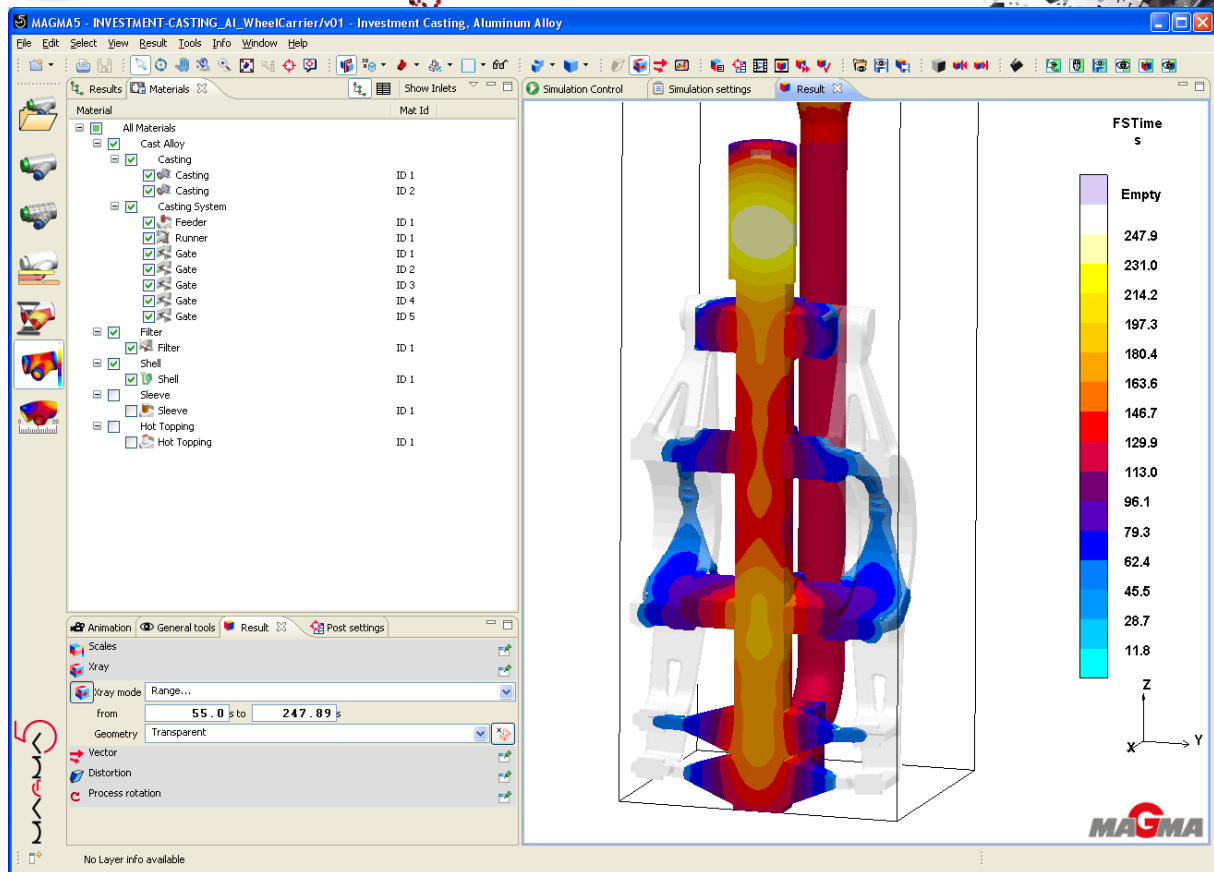 MAGMA5 - INVESTMENT-CASTING_Al_WheelCarrier/v01 - Investment Casting, Aluminum Alloy
File Edit Select View Result Tools Info Window Help
Results Materials Show Inlets
Material Mat Id
All Materials
Cast Alloy
Casting
Casting ID 1
Casting ID 2
Casting System
Feeder ID 1
Runner ID 1
Gate ID 1
Gate ID 2
Gate ID 3
Gate ID 4
Gate ID 5
Filter
Filter ID 1
Shell
Shell ID 1
Sleeve
Sleeve ID 1
Hot Topping
Hot Topping ID 1
Animation General tools Result Post settings
Scales
Xray
Xray mode Range...
from 55.0 s to 247.89 s
Geometry Transparent
Vector
Distortion
Process rotation
No Layer info available
MAGMA5
Simulation Control Simulation settings Result
FSTime
s
Empty
247.9
231.0
214.2
197.3
180.4
163.6
146.7
129.9
113.0
96.1
79.3
62.4
45.5
28.7
11.8
Z
X Y
MAGMA